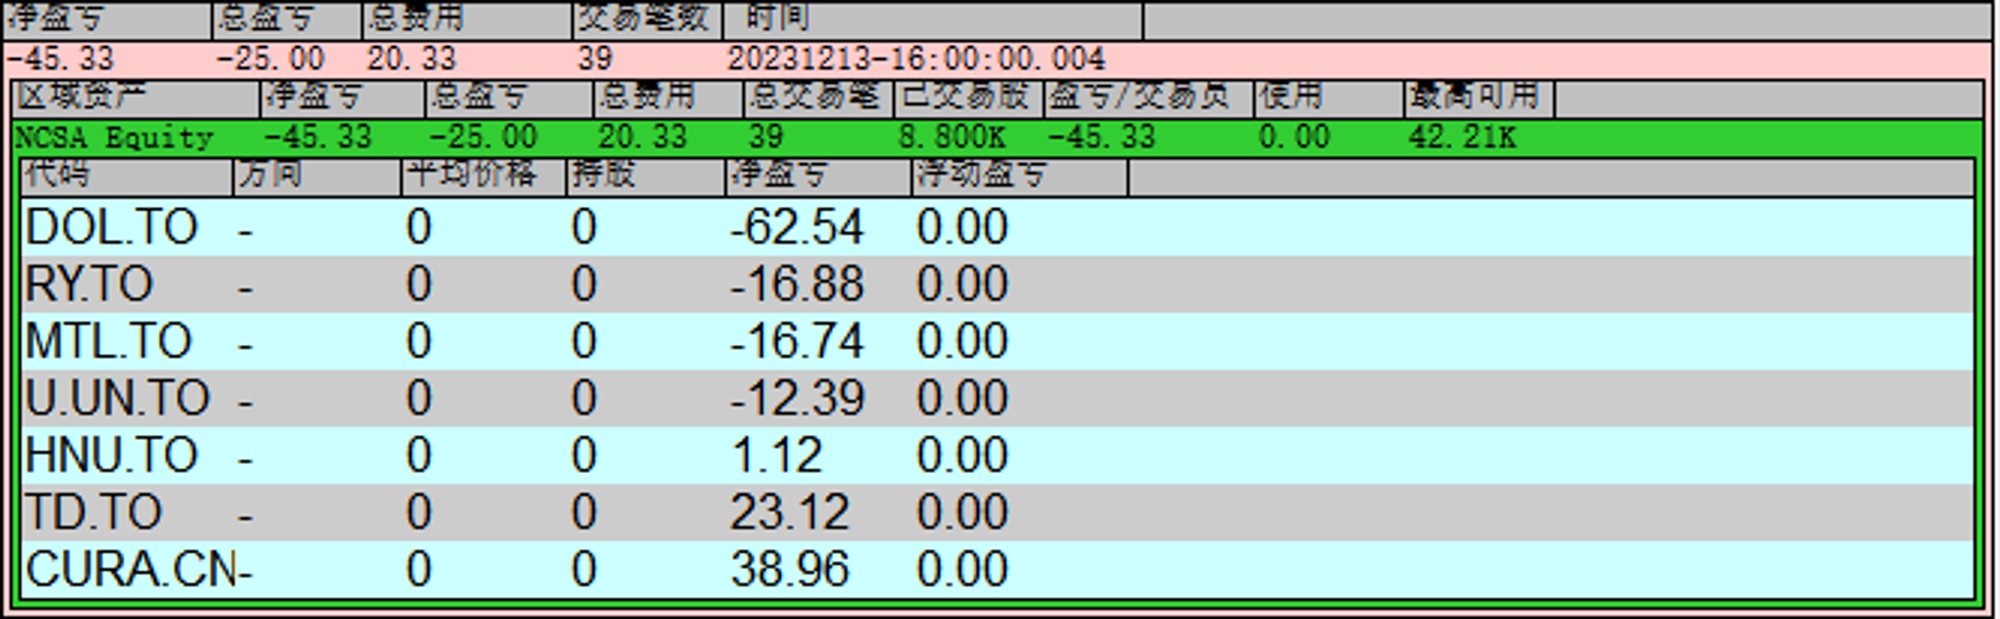 净盈亏 总盈亏 总费用 交易笔数 时间
-45.33 -25.00 20.33 39 20231213-16:00:00.004
区域资产 净盈亏 总盈亏 总费用 总交易笔 已交易股 盈亏/交易员 使用 最高可用
NCSA Equity -45.33 -25.00 20.33 39 8.800K -45.33 0.00 42.21K
代码 方向 平均价格 持股 净盈亏 浮动盈亏
DOL.TO - 0 0 -62.54 0.00
RY.TO - 0 0 -16.88 0.00
MTL.TO - 0 0 -16.74 0.00
U.UN.TO - 0 0 -12.39 0.00
HNU.TO - 0 0 1.12 0.00
TD.TO - 0 0 23.12 0.00
CURA.CN- 0 0 38.96 0.00